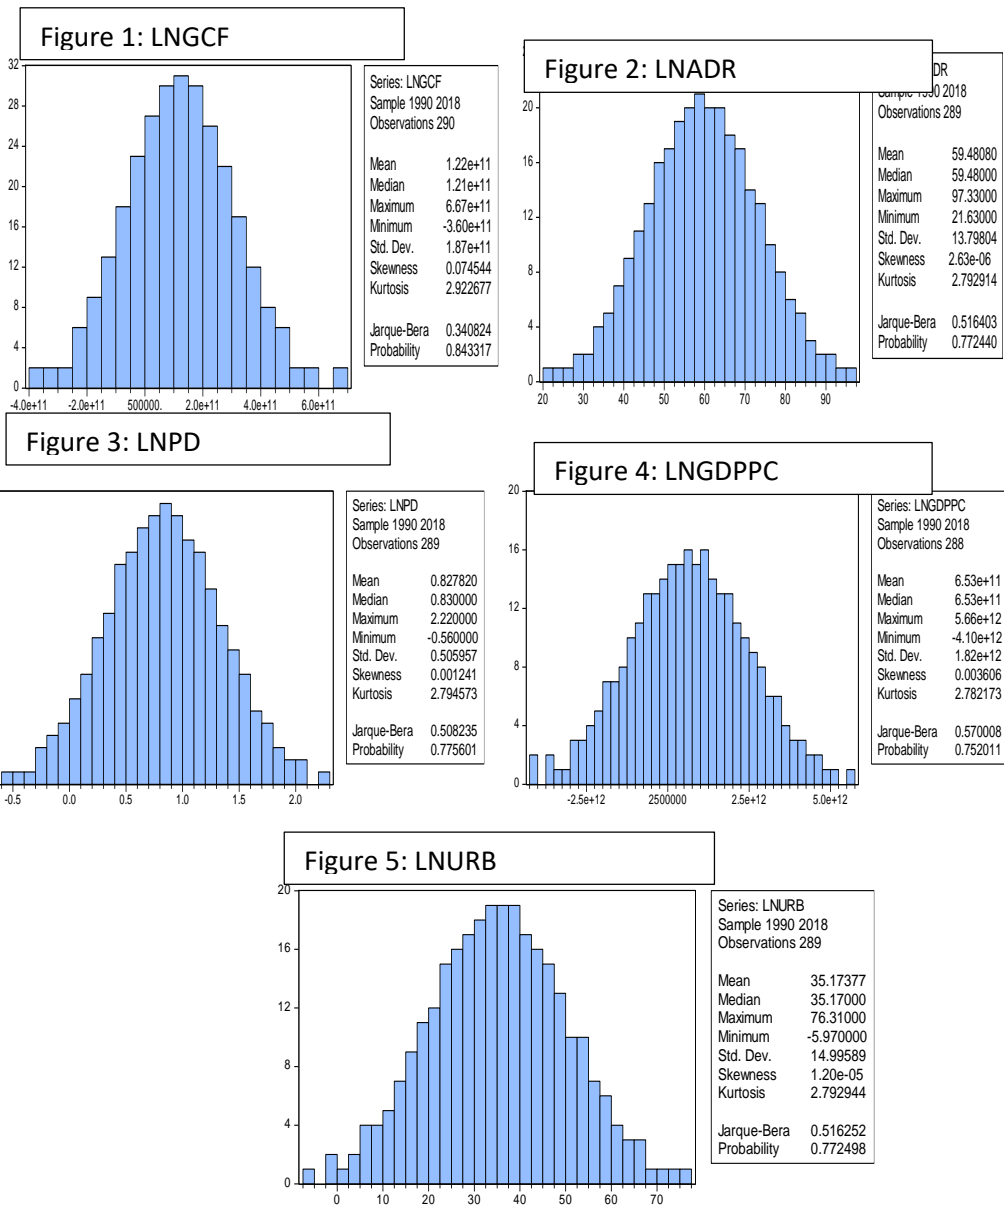 Figure 1: LNGCF
32
28
24
20
16
12
8
4
0
-4.0e+11 -2.0e+11 500000. 2.0e+11 4.0e+11 6.0e+11
Series: LNGCF
Sample 1990 2018
Observations 290
Mean 1.22e+11
Median 1.21e+11
Maximum 6.67e+11
Minimum -3.60e+11
Std. Dev. 1.87e+11
Skewness 0.074544
Kurtosis 2.922677
Jarque-Bera 0.340824
Probability 0.843317
Figure 2: LNADR
20
16
12
8
4
0
20 30 40 50 60 70 80 90
DR
Sample 1990 2018
Observations 289
Mean 59.48080
Median 59.48000
Maximum 97.33000
Minimum 21.63000
Std. Dev. 13.79804
Skewness 2.63e-06
Kurtosis 2.792914
Jarque-Bera 0.516403
Probability 0.772440
Figure 3: LNPD
-0.5 0.0 0.5 1.0 1.5 2.0
Series: LNPD
Sample 1990 2018
Observations 289
Mean 0.827820
Median 0.830000
Maximum 2.220000
Minimum -0.560000
Std. Dev. 0.505957
Skewness 0.001241
Kurtosis 2.794573
Jarque-Bera 0.508235
Probability 0.775601
Figure 4: LNGDPPC
20
16
12
8
4
0
-2.5e+12 2500000 2.5e+12 5.0e+12
Series: LNGDPPC
Sample 1990 2018
Observations 288
Mean 6.53e+11
Median 6.53e+11
Maximum 5.66e+12
Minimum -4.10e+12
Std. Dev. 1.82e+12
Skewness 0.003606
Kurtosis 2.782173
Jarque-Bera 0.570008
Probability 0.752011
Figure 5: LNURB
20
16
12
8
4
0
0 10 20 30 40 50 60 70
Series: LNURB
Sample 1990 2018
Observations 289
Mean 35.17377
Median 35.17000
Maximum 76.31000
Minimum -5.970000
Std. Dev. 14.99589
Skewness 1.20e-05
Kurtosis 2.792944
Jarque-Bera 0.516252
Probability 0.772498